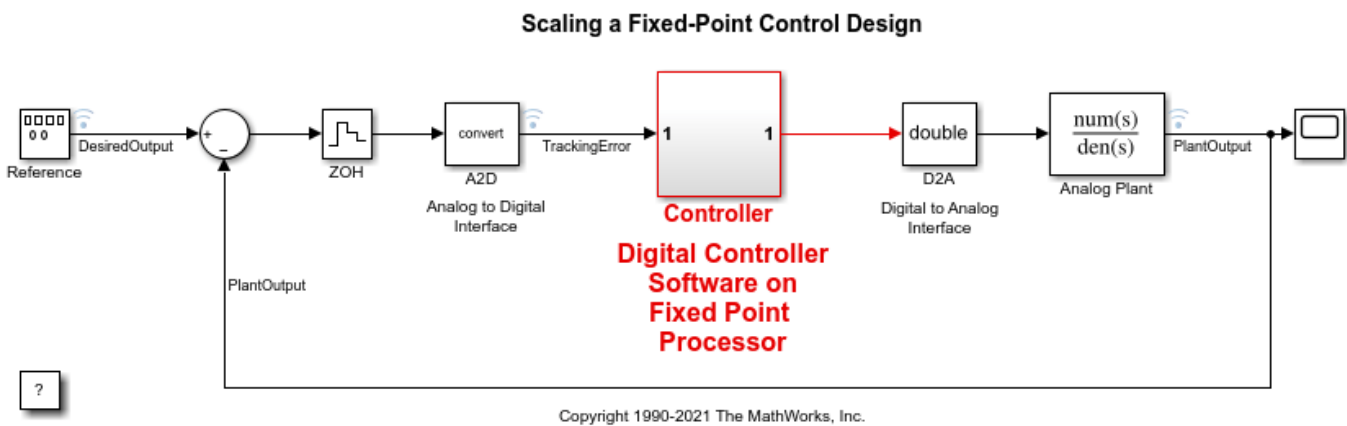 Scaling a Fixed-Point Control Design
+
−
DesiredOutput
Reference
ZOH
convert
A2D
Analog to Digital
Interface
TrackingError
1
1
Controller
Digital Controller
Software on
Fixed Point
Processor
double
D2A
Digital to Analog
Interface
num(s)
den(s)
Analog Plant
PlantOutput
PlantOutput
?
Copyright 1990-2021 The MathWorks, Inc.